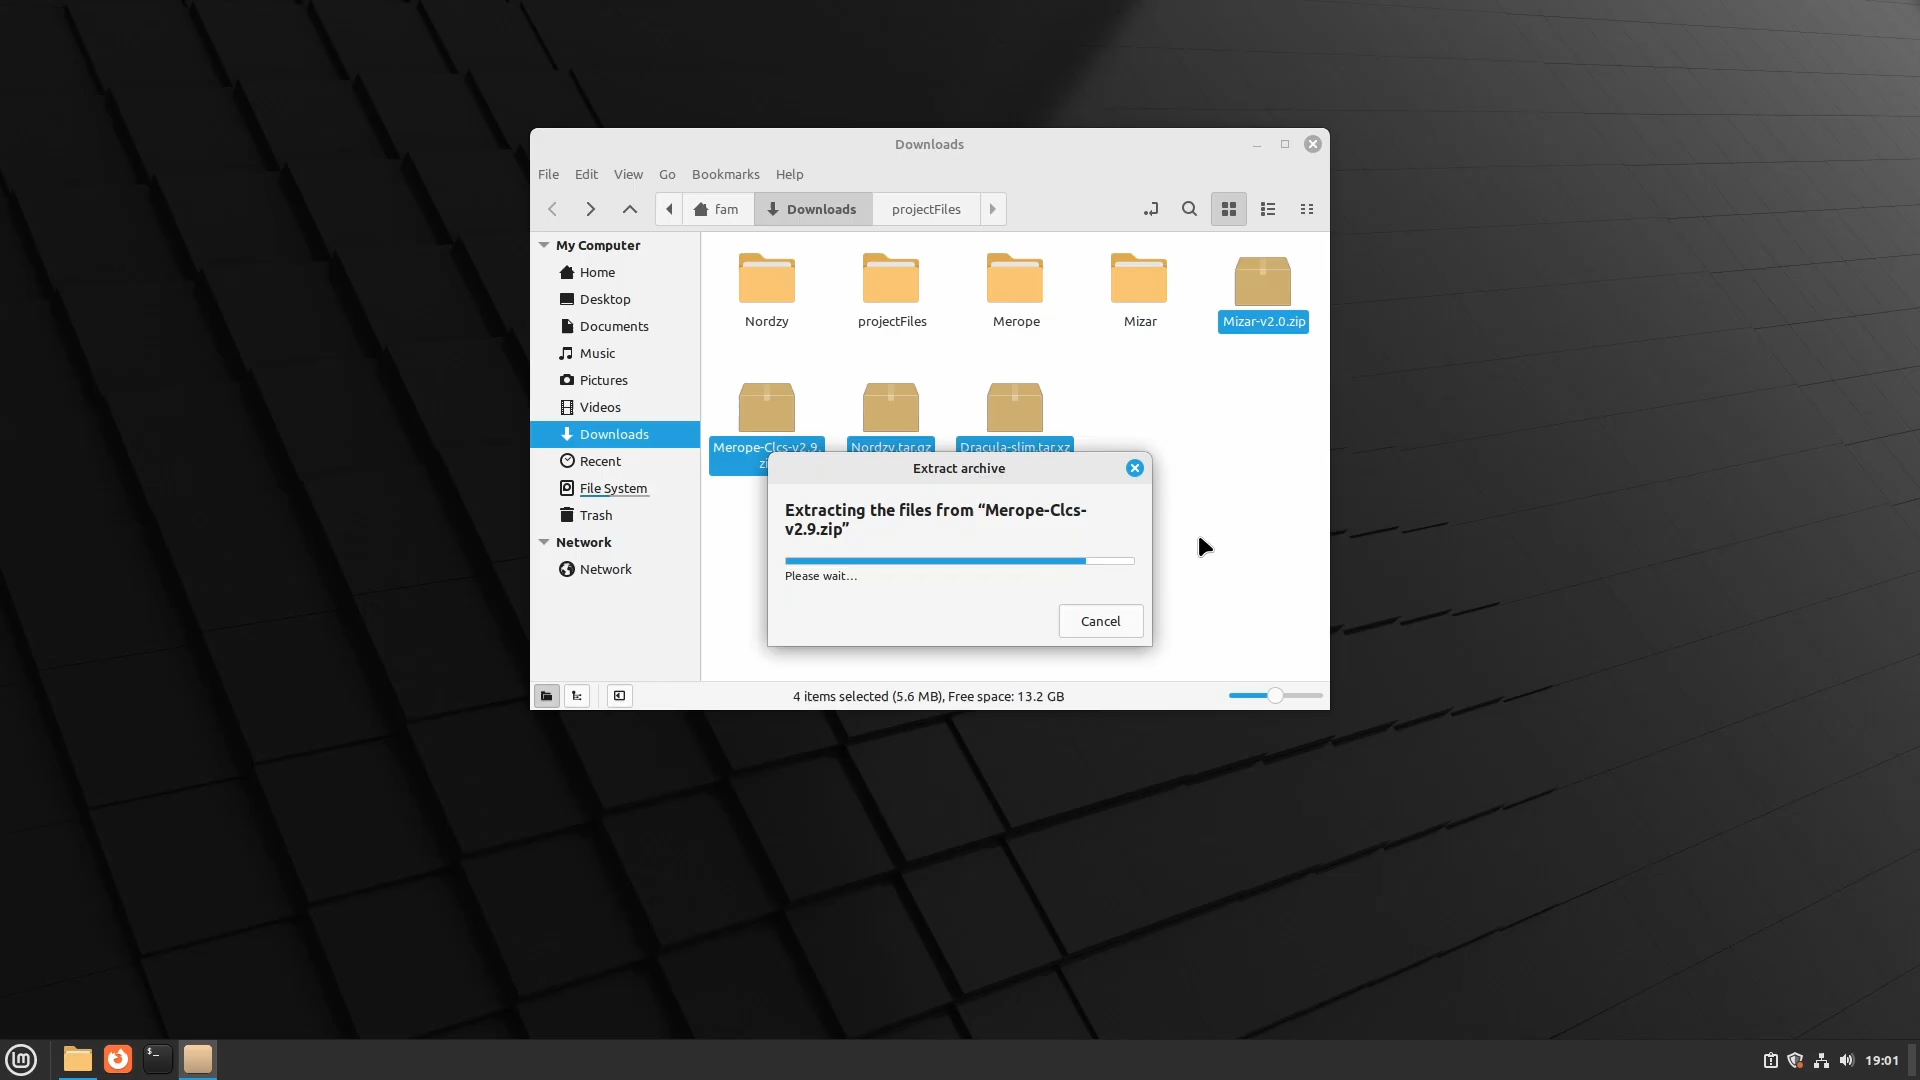 Downloads
File Edit View Go Bookmarks Help
fam Downloads projectFiles
My Computer
Home
Desktop
Documents
Music
Pictures
Videos
Downloads
Recent
File System
Trash
Network
Network
Nordzy projectFiles Merope Mizar Mizar-v2.0.zip
Merope-Clcs-v2.9. Nordzy.tar.gz Dracula-slim.tar.xz
Extract archive
Extracting the files from “Merope-Clcs-
v2.9.zip”
Please wait…
Cancel
4 items selected (5.6 MB), Free space: 13.2 GB
$_
19:01